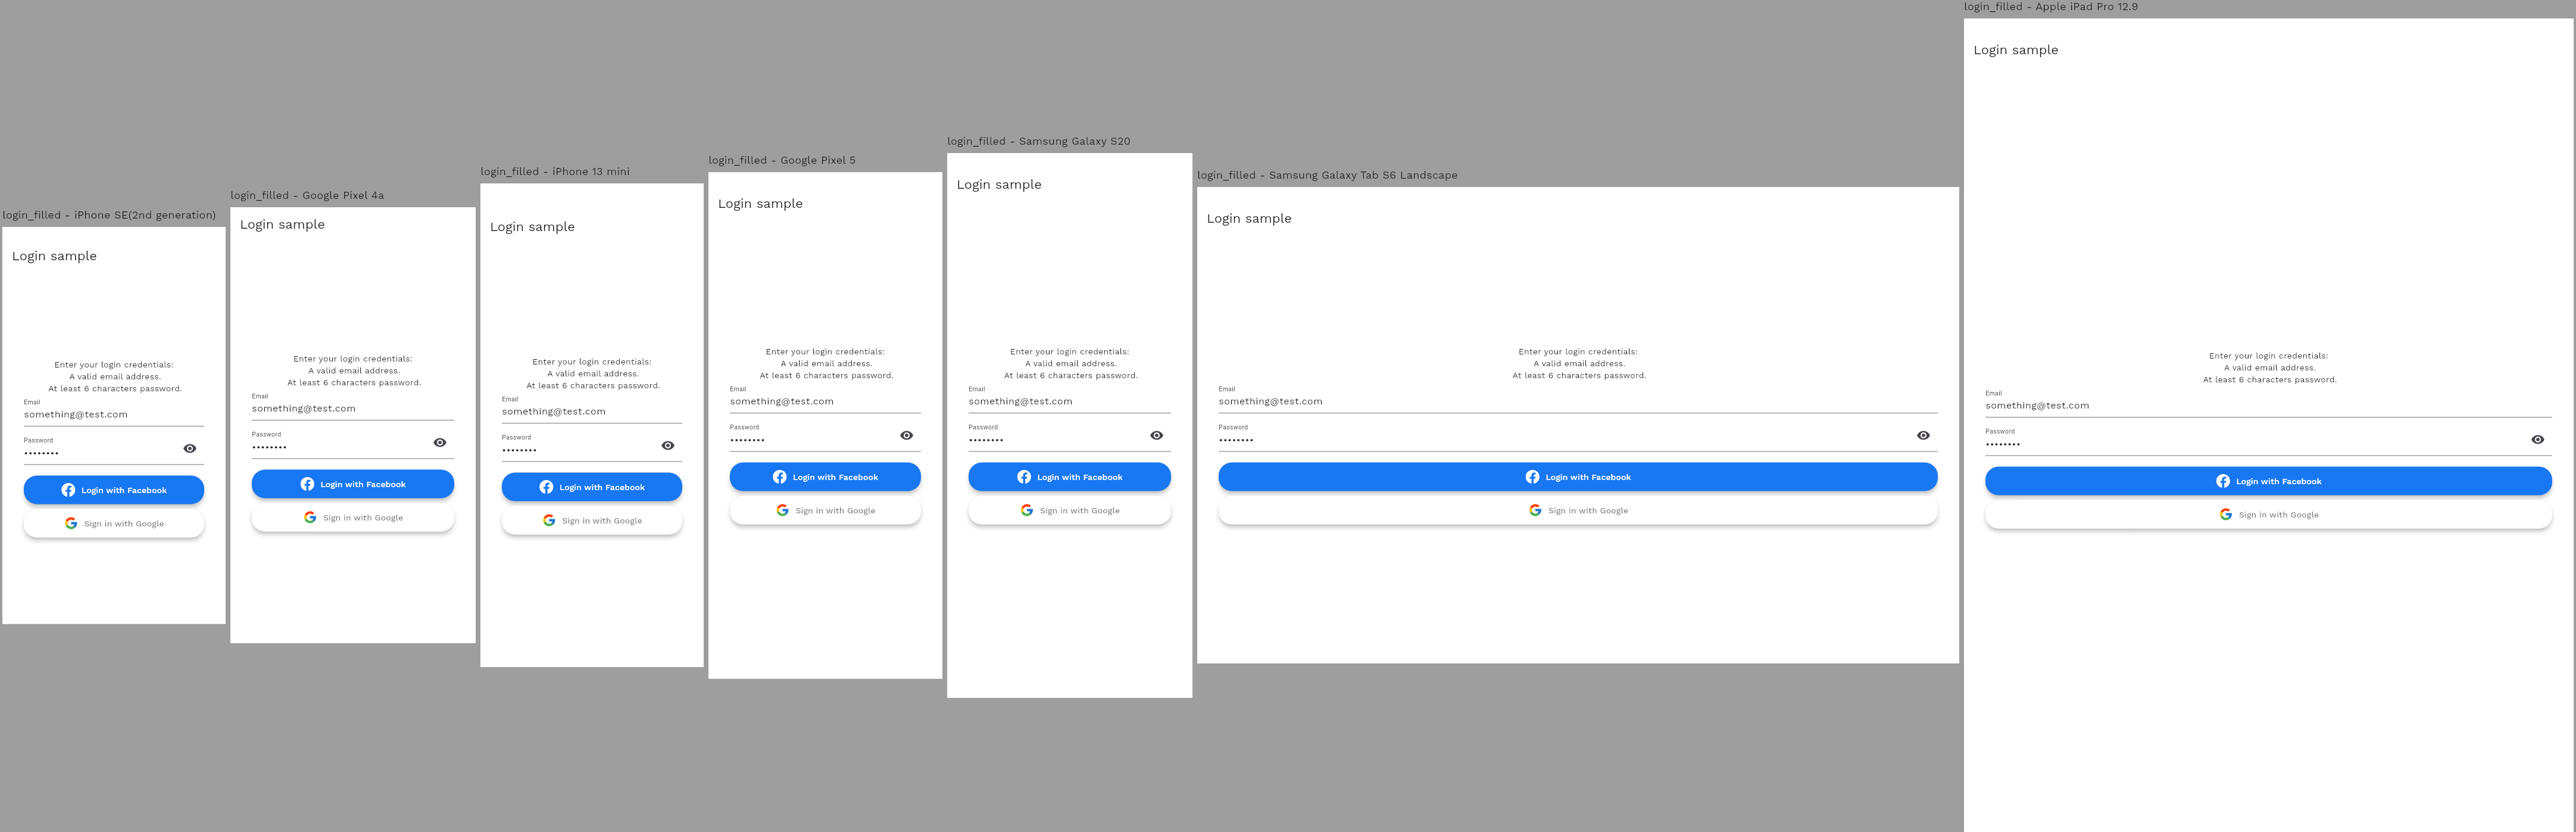 login_filled - iPhone SE(2nd generation)
Login sample
Enter your login credentials:
A valid email address.
At least 6 characters password.
Email
something@test.com
Password
••••••••
Login with Facebook
Sign in with Google
login_filled - Google Pixel 4a
Login sample
Enter your login credentials:
A valid email address.
At least 6 characters password.
Email
something@test.com
Password
••••••••
Login with Facebook
Sign in with Google
login_filled - iPhone 13 mini
Login sample
Enter your login credentials:
A valid email address.
At least 6 characters password.
Email
something@test.com
Password
••••••••
Login with Facebook
Sign in with Google
login_filled - Google Pixel 5
Login sample
Enter your login credentials:
A valid email address.
At least 6 characters password.
Email
something@test.com
Password
••••••••
Login with Facebook
Sign in with Google
login_filled - Samsung Galaxy S20
Login sample
Enter your login credentials:
A valid email address.
At least 6 characters password.
Email
something@test.com
Password
••••••••
Login with Facebook
Sign in with Google
login_filled - Samsung Galaxy Tab S6 Landscape
Login sample
Enter your login credentials:
A valid email address.
At least 6 characters password.
Email
something@test.com
Password
••••••••
Login with Facebook
Sign in with Google
login_filled - Apple iPad Pro 12.9
Login sample
Enter your login credentials:
A valid email address.
At least 6 characters password.
Email
something@test.com
Password
••••••••
Login with Facebook
Sign in with Google